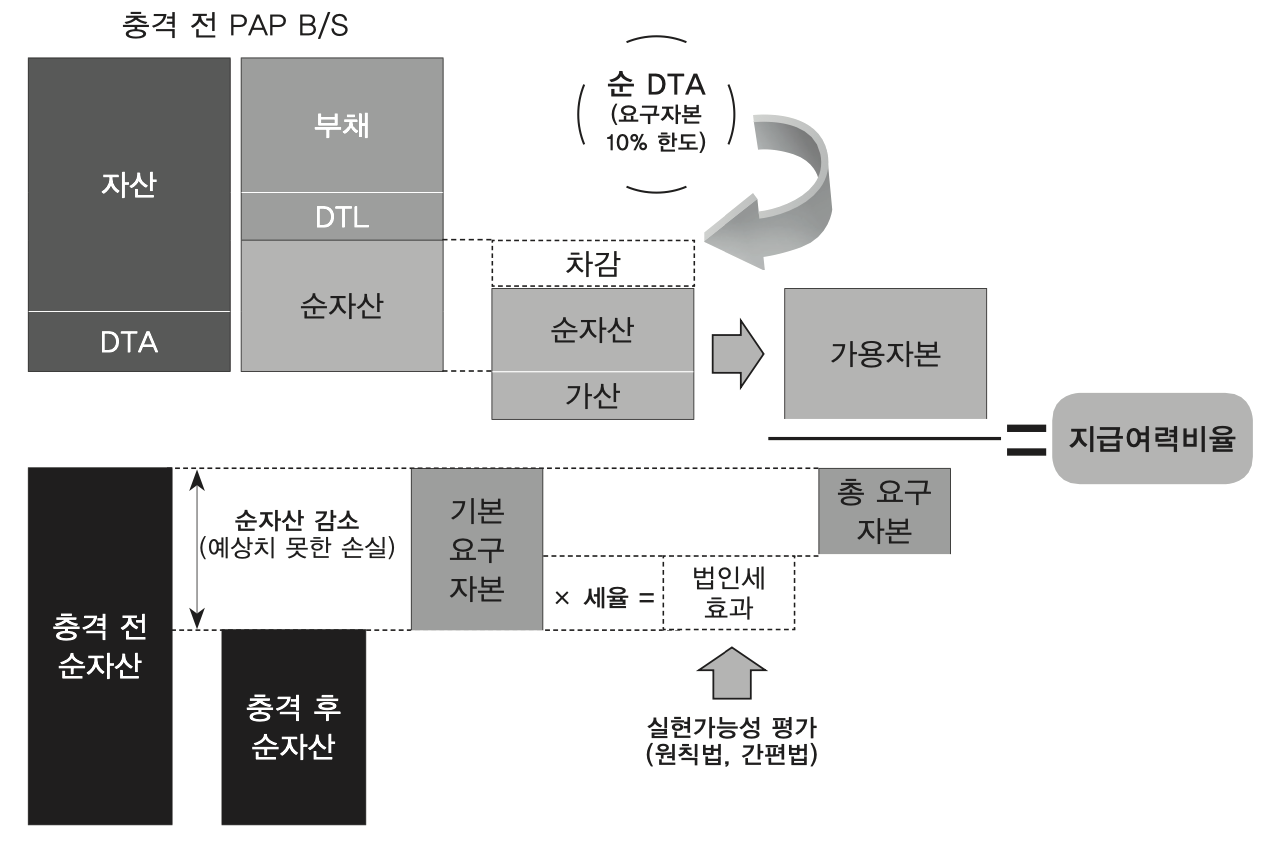 충격 전 PAP B/S
자산
DTA
부채
DTL
순자산
순 DTA
(요구자본
10% 한도)
차감
순자산
가산
가용자본
지급여력비율
충격 전
순자산
순자산 감소
(예상치 못한 손실)
충격 후
순자산
기본
요구
자본
× 세율 =
법인세
효과
총 요구
자본
실현가능성 평가
(원칙법, 간편법)